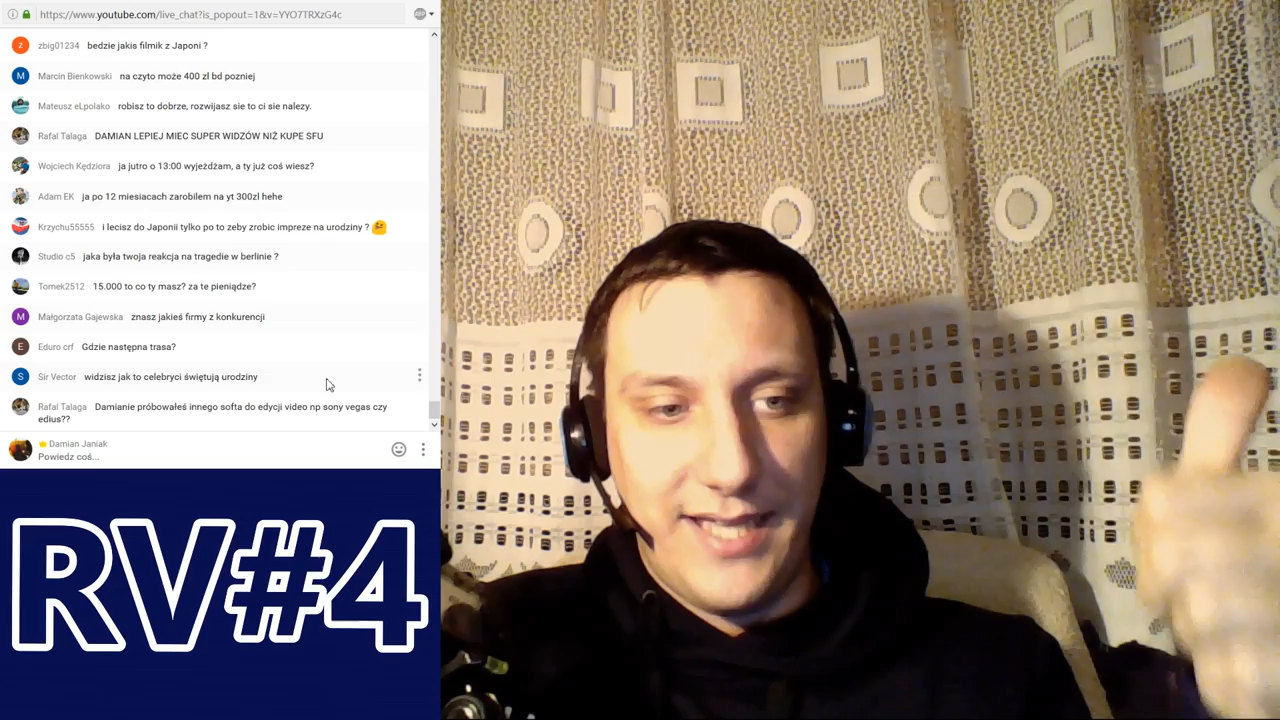 https://www.youtube.com/live_chat?is_popout=1&v=YYO7TRXzG4c
ABP
Z zbig01234 bedzie jakis filmik z Japoni ?
M Marcin Bienkowski na czyto może 400 zl bd pozniej
Mateusz eLpolako robisz to dobrze, rozwijasz sie to ci sie nalezy.
Rafal Talaga DAMIAN LEPIEJ MIEC SUPER WIDZÓW NIŻ KUPE SFU
Wojciech Kędziora ja jutro o 13:00 wyjeżdżam, a ty już coś wiesz?
Adam EK ja po 12 miesiacach zarobilem na yt 300zl hehe
Krzychu55555 i lecisz do Japonii tylko po to zeby zrobic impreze na urodziny ?
Studio c5 jaka była twoja reakcja na tragedie w berlinie ?
Tomek2512 15.000 to co ty masz? za te pieniądze?
M Małgorzata Gajewska znasz jakieś firmy z konkurencji
E Eduro crf Gdzie następna trasa?
S Sir Vector widzisz jak to celebryci świętują urodziny
Rafal Talaga Damianie próbowałeś innego softa do edycji video np sony vegas czy
edius??
Damian Janiak
Powiedz coś...
RV#4